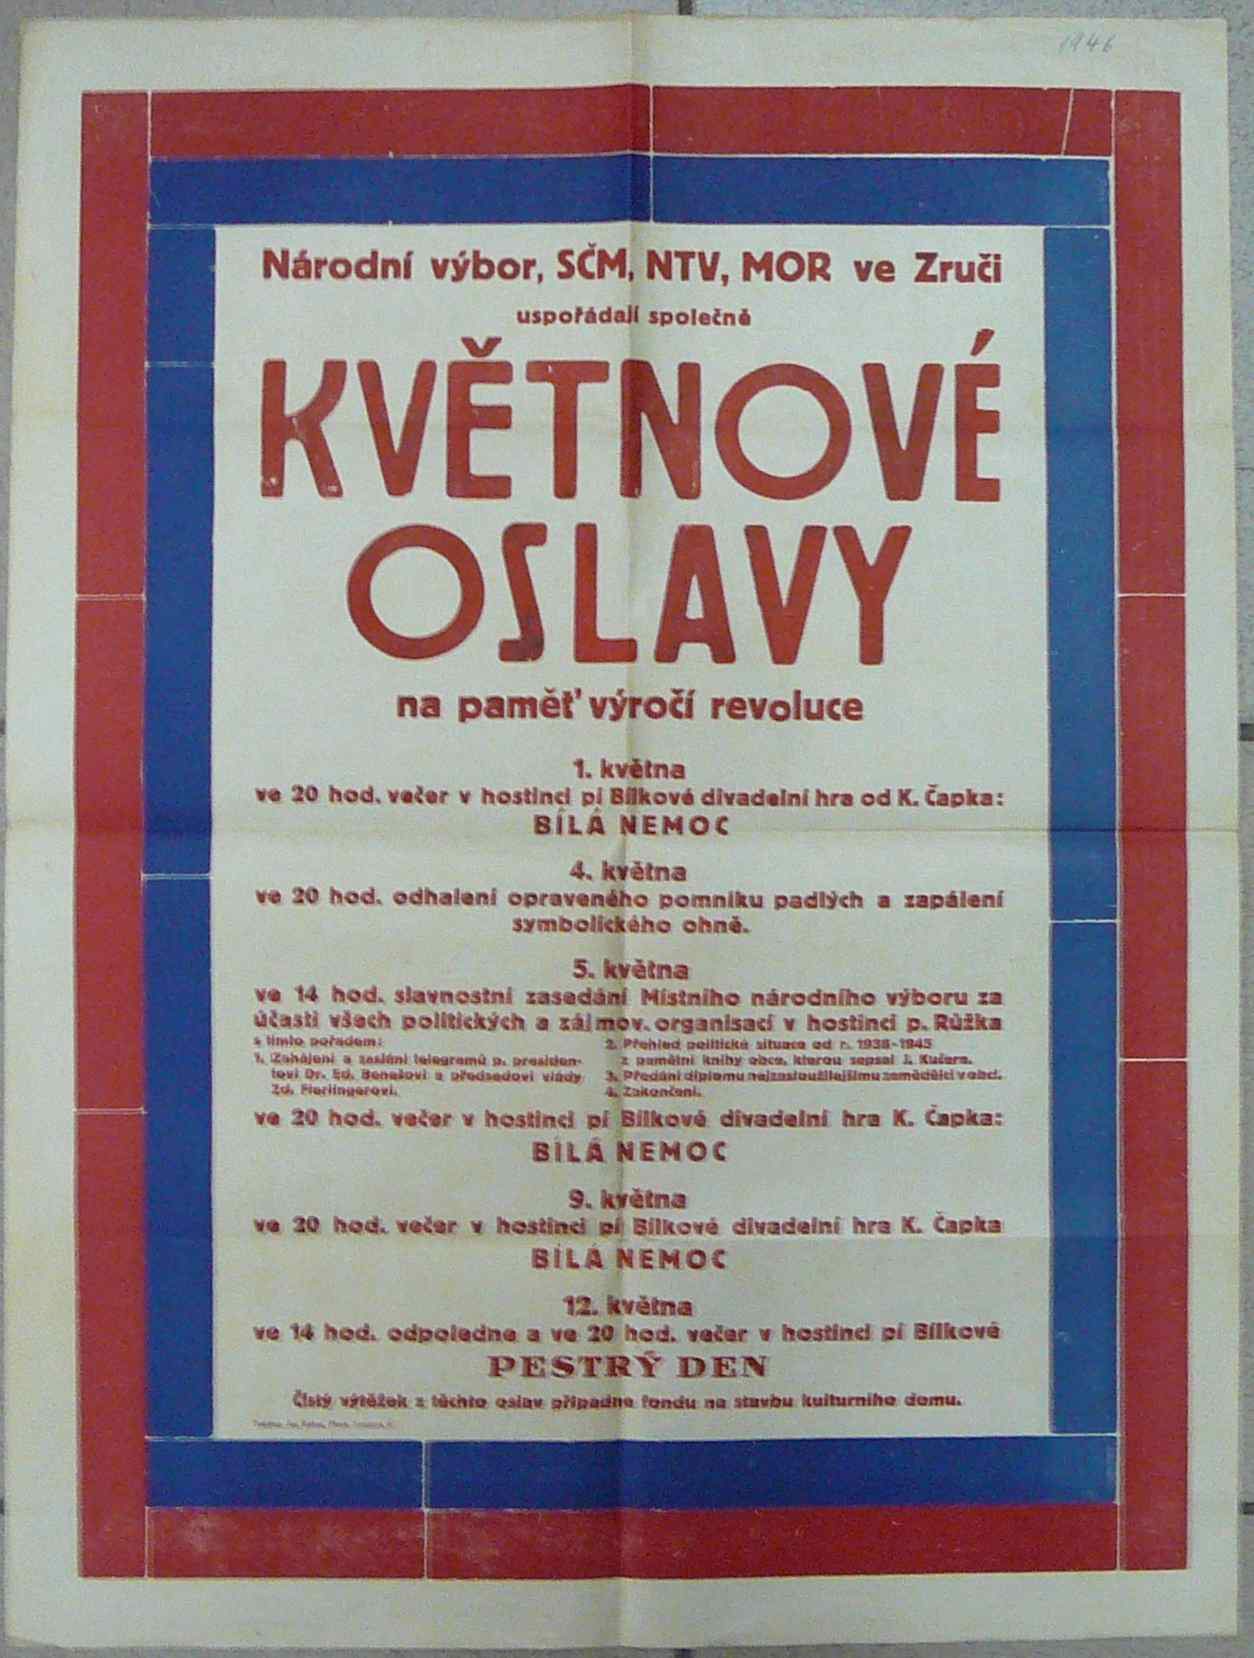 1946
Národní výbor, SČM, NTV, MOR ve Zruči
uspořádají společně
KVĚTNOVÉ
OSLAVY
na paměť výročí revoluce
1. května
ve 20 hod. večer v hostinci pí Bílkové divadelní hra od K. Čapka:
BÍLÁ NEMOC
4. května
ve 20 hod. odhalení opraveného pomníku padlých a zapálení
symbolického ohně.
5. května
ve 14 hod. slavnostní zasedání Místního národního výboru za
účasti všech politických a zájmov. organisací v hostinci p. Růžka
s tímto pořadem:
1. Zahájení a zaslání telegramů p. presiden-
tovi Dr. Ed. Benešovi a předsedovi vlády
Zd. Fierlingerovi.
2. Přehled politické situace od r. 1938-1945
z pamětní knihy obce, kterou sepsal J. Kučera.
3. Předání diplomu nejzasloužilejšímu zemědělci v obci.
4. Zakončení.
ve 20 hod. večer v hostinci pí Bílkové divadelní hra K. Čapka:
BÍLÁ NEMOC
9. května
ve 20 hod. večer v hostinci pí Bílkové divadelní hra K. Čapka
BÍLÁ NEMOC
12. května
ve 14 hod. odpoledne a ve 20 hod. večer v hostinci pí Bílkové
PESTRÝ DEN
Čistý výtěžek z těchto oslav připadne fondu na stavbu kulturního domu.